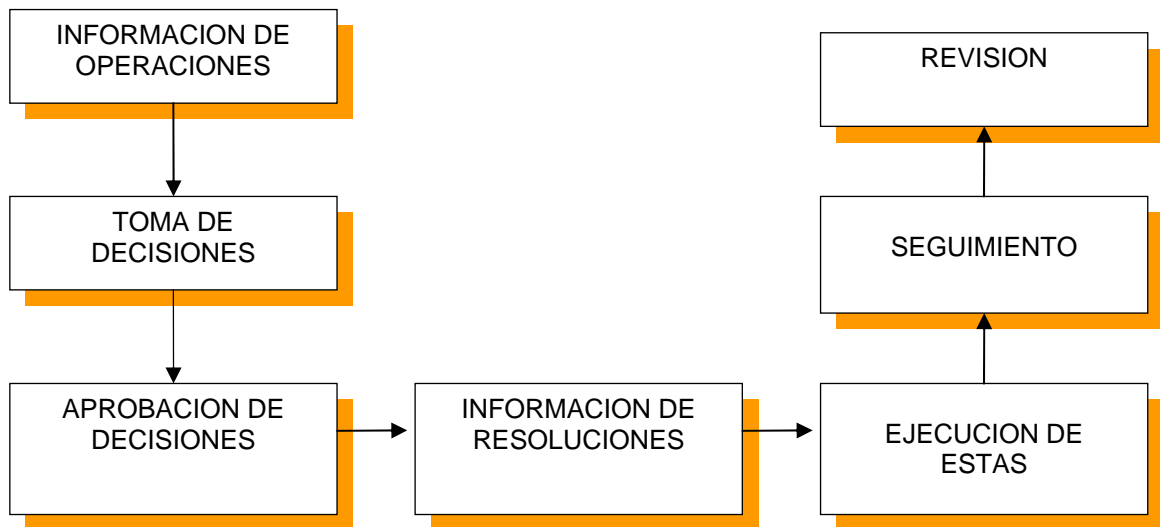 INFORMACION DE
OPERACIONES
TOMA DE
DECISIONES
APROBACION DE
DECISIONES
INFORMACION DE
RESOLUCIONES
EJECUCION DE
ESTAS
SEGUIMIENTO
REVISION